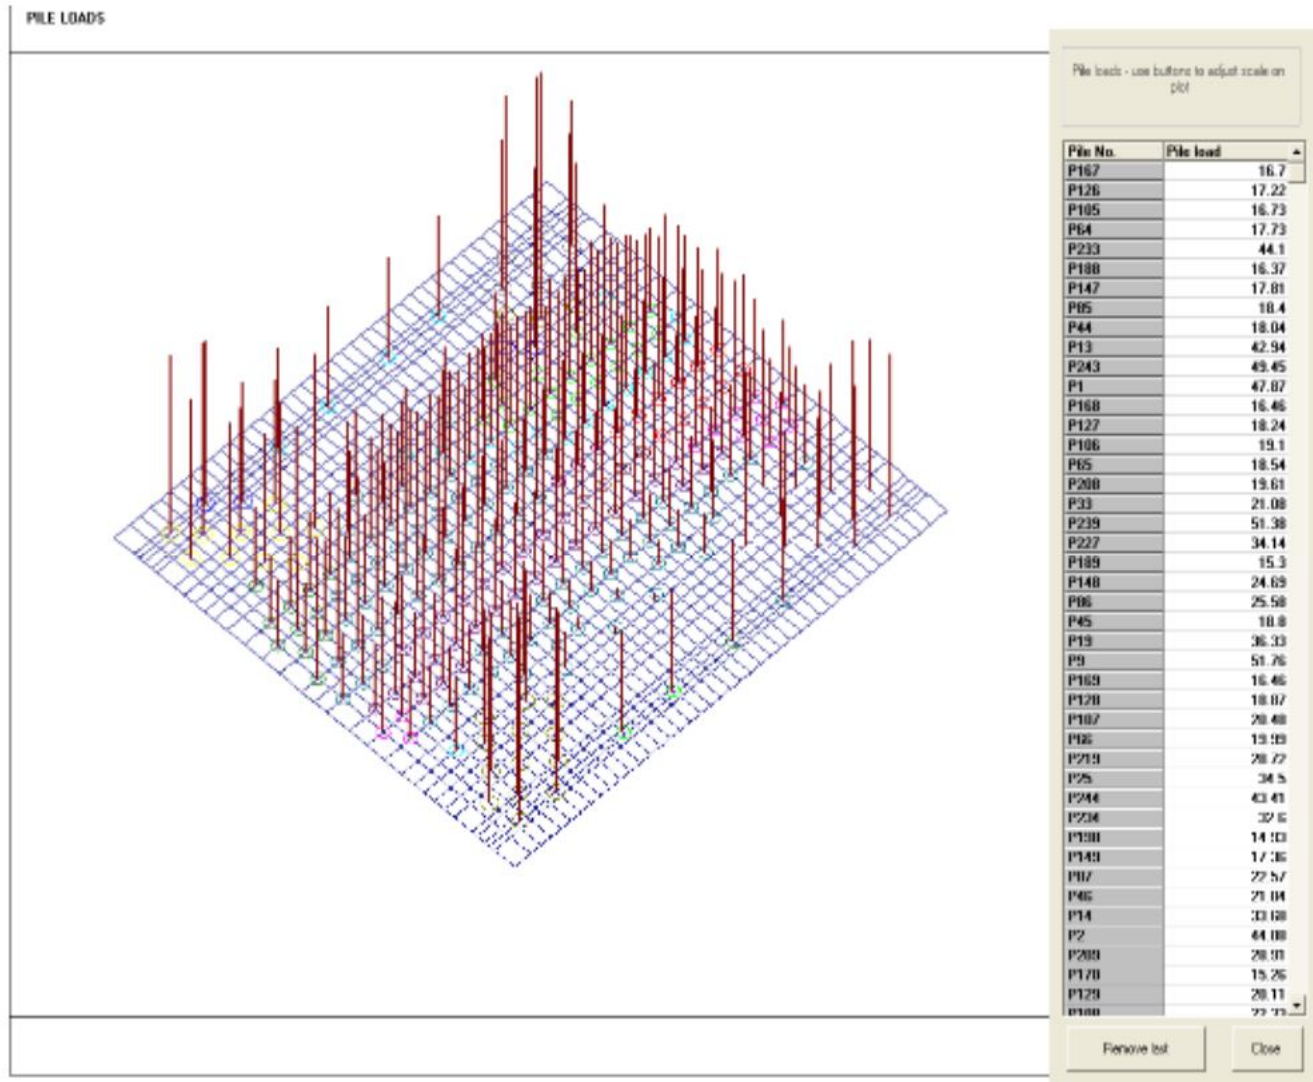 PILE LOADS
Pile loads - use buttons to adjust scale on
plot
Pile No. Pile load
P167 16.7
P126 17.22
P105 16.73
P64 17.73
P233 44.1
P188 16.37
P147 17.81
P85 18.4
P44 18.04
P13 42.94
P243 49.45
P1 47.87
P168 16.46
P127 18.24
P106 19.1
P65 18.54
P208 19.61
P33 21.08
P239 51.38
P227 34.14
P189 15.3
P148 24.69
P86 25.58
P45 18.8
P19 36.33
P9 51.76
P169 16.46
P128 18.87
P107 20.48
P66 19.99
P219 20.72
P25 34.5
P244 43.41
P234 32.6
P190 14.93
P149 17.36
P87 22.57
P46 21.04
P14 33.68
P2 44.08
P209 20.91
P170 15.26
P129 20.11
P108
Remove last
Close